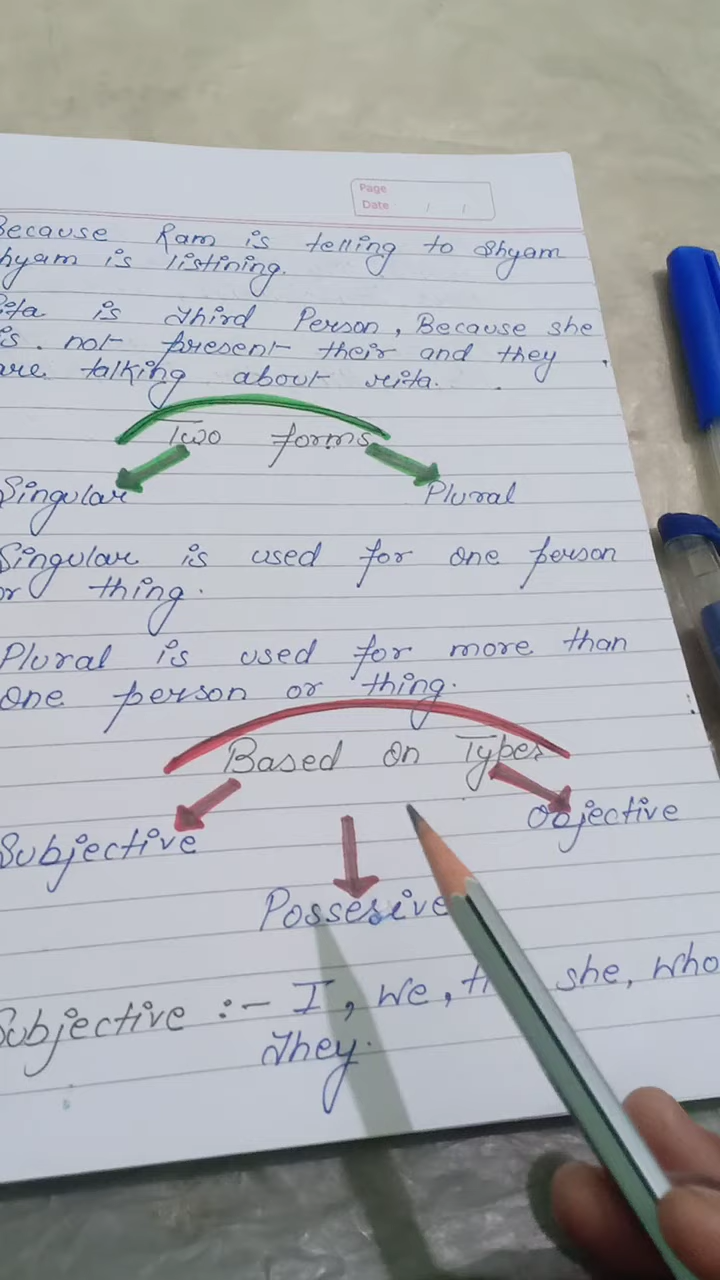 Page
Date / /
Because Ram is telling to Shyam
hyam is listining.
ita is third Person, Because she
is. not present their and they
are talking about rita.
Two forms
Singular Plural
Singular is used for one person
or thing.
Plural is used for more than
one person or thing.
Based on Types
Subjective Objective
Possesive
Subjective :- I, We, she, who
They.